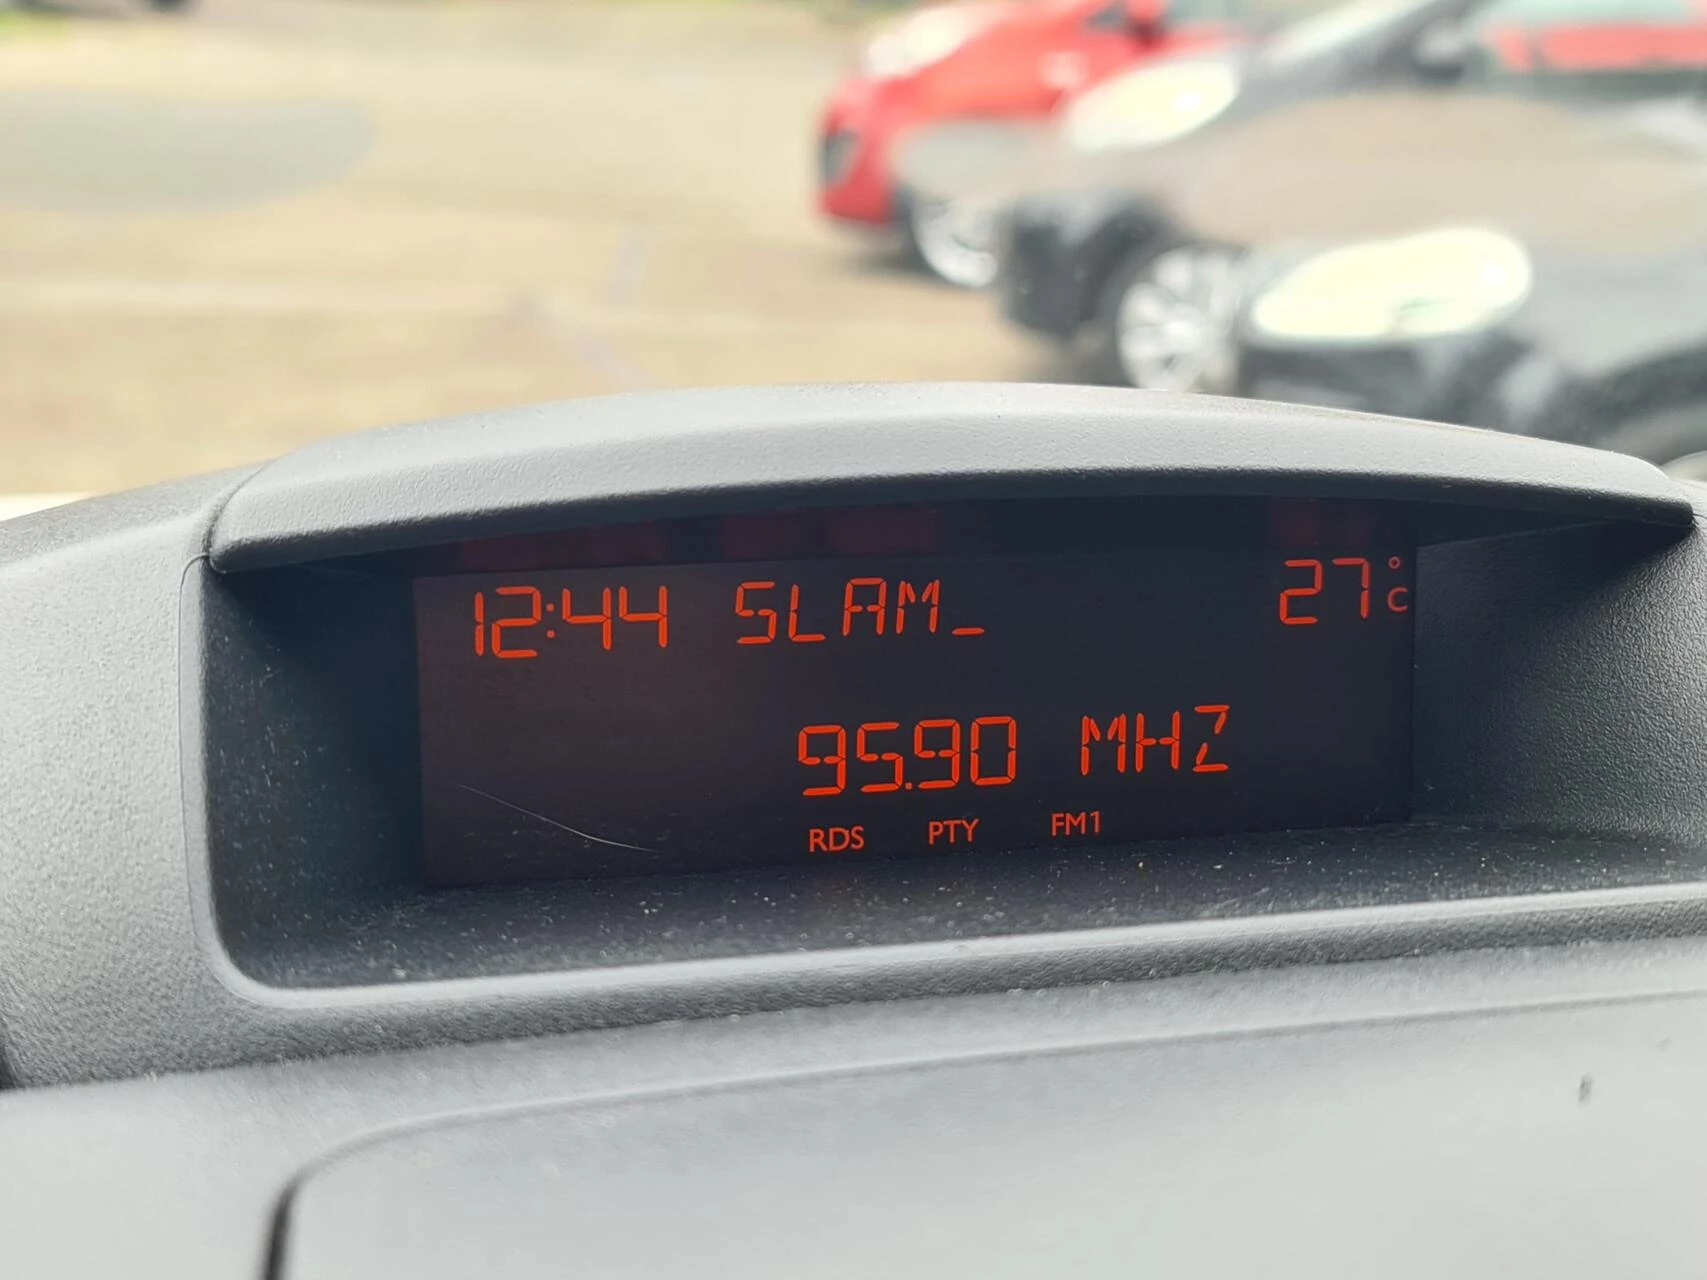 12:44 SLAM_ 27°C
95.90 MHZ
RDS PTY FM1